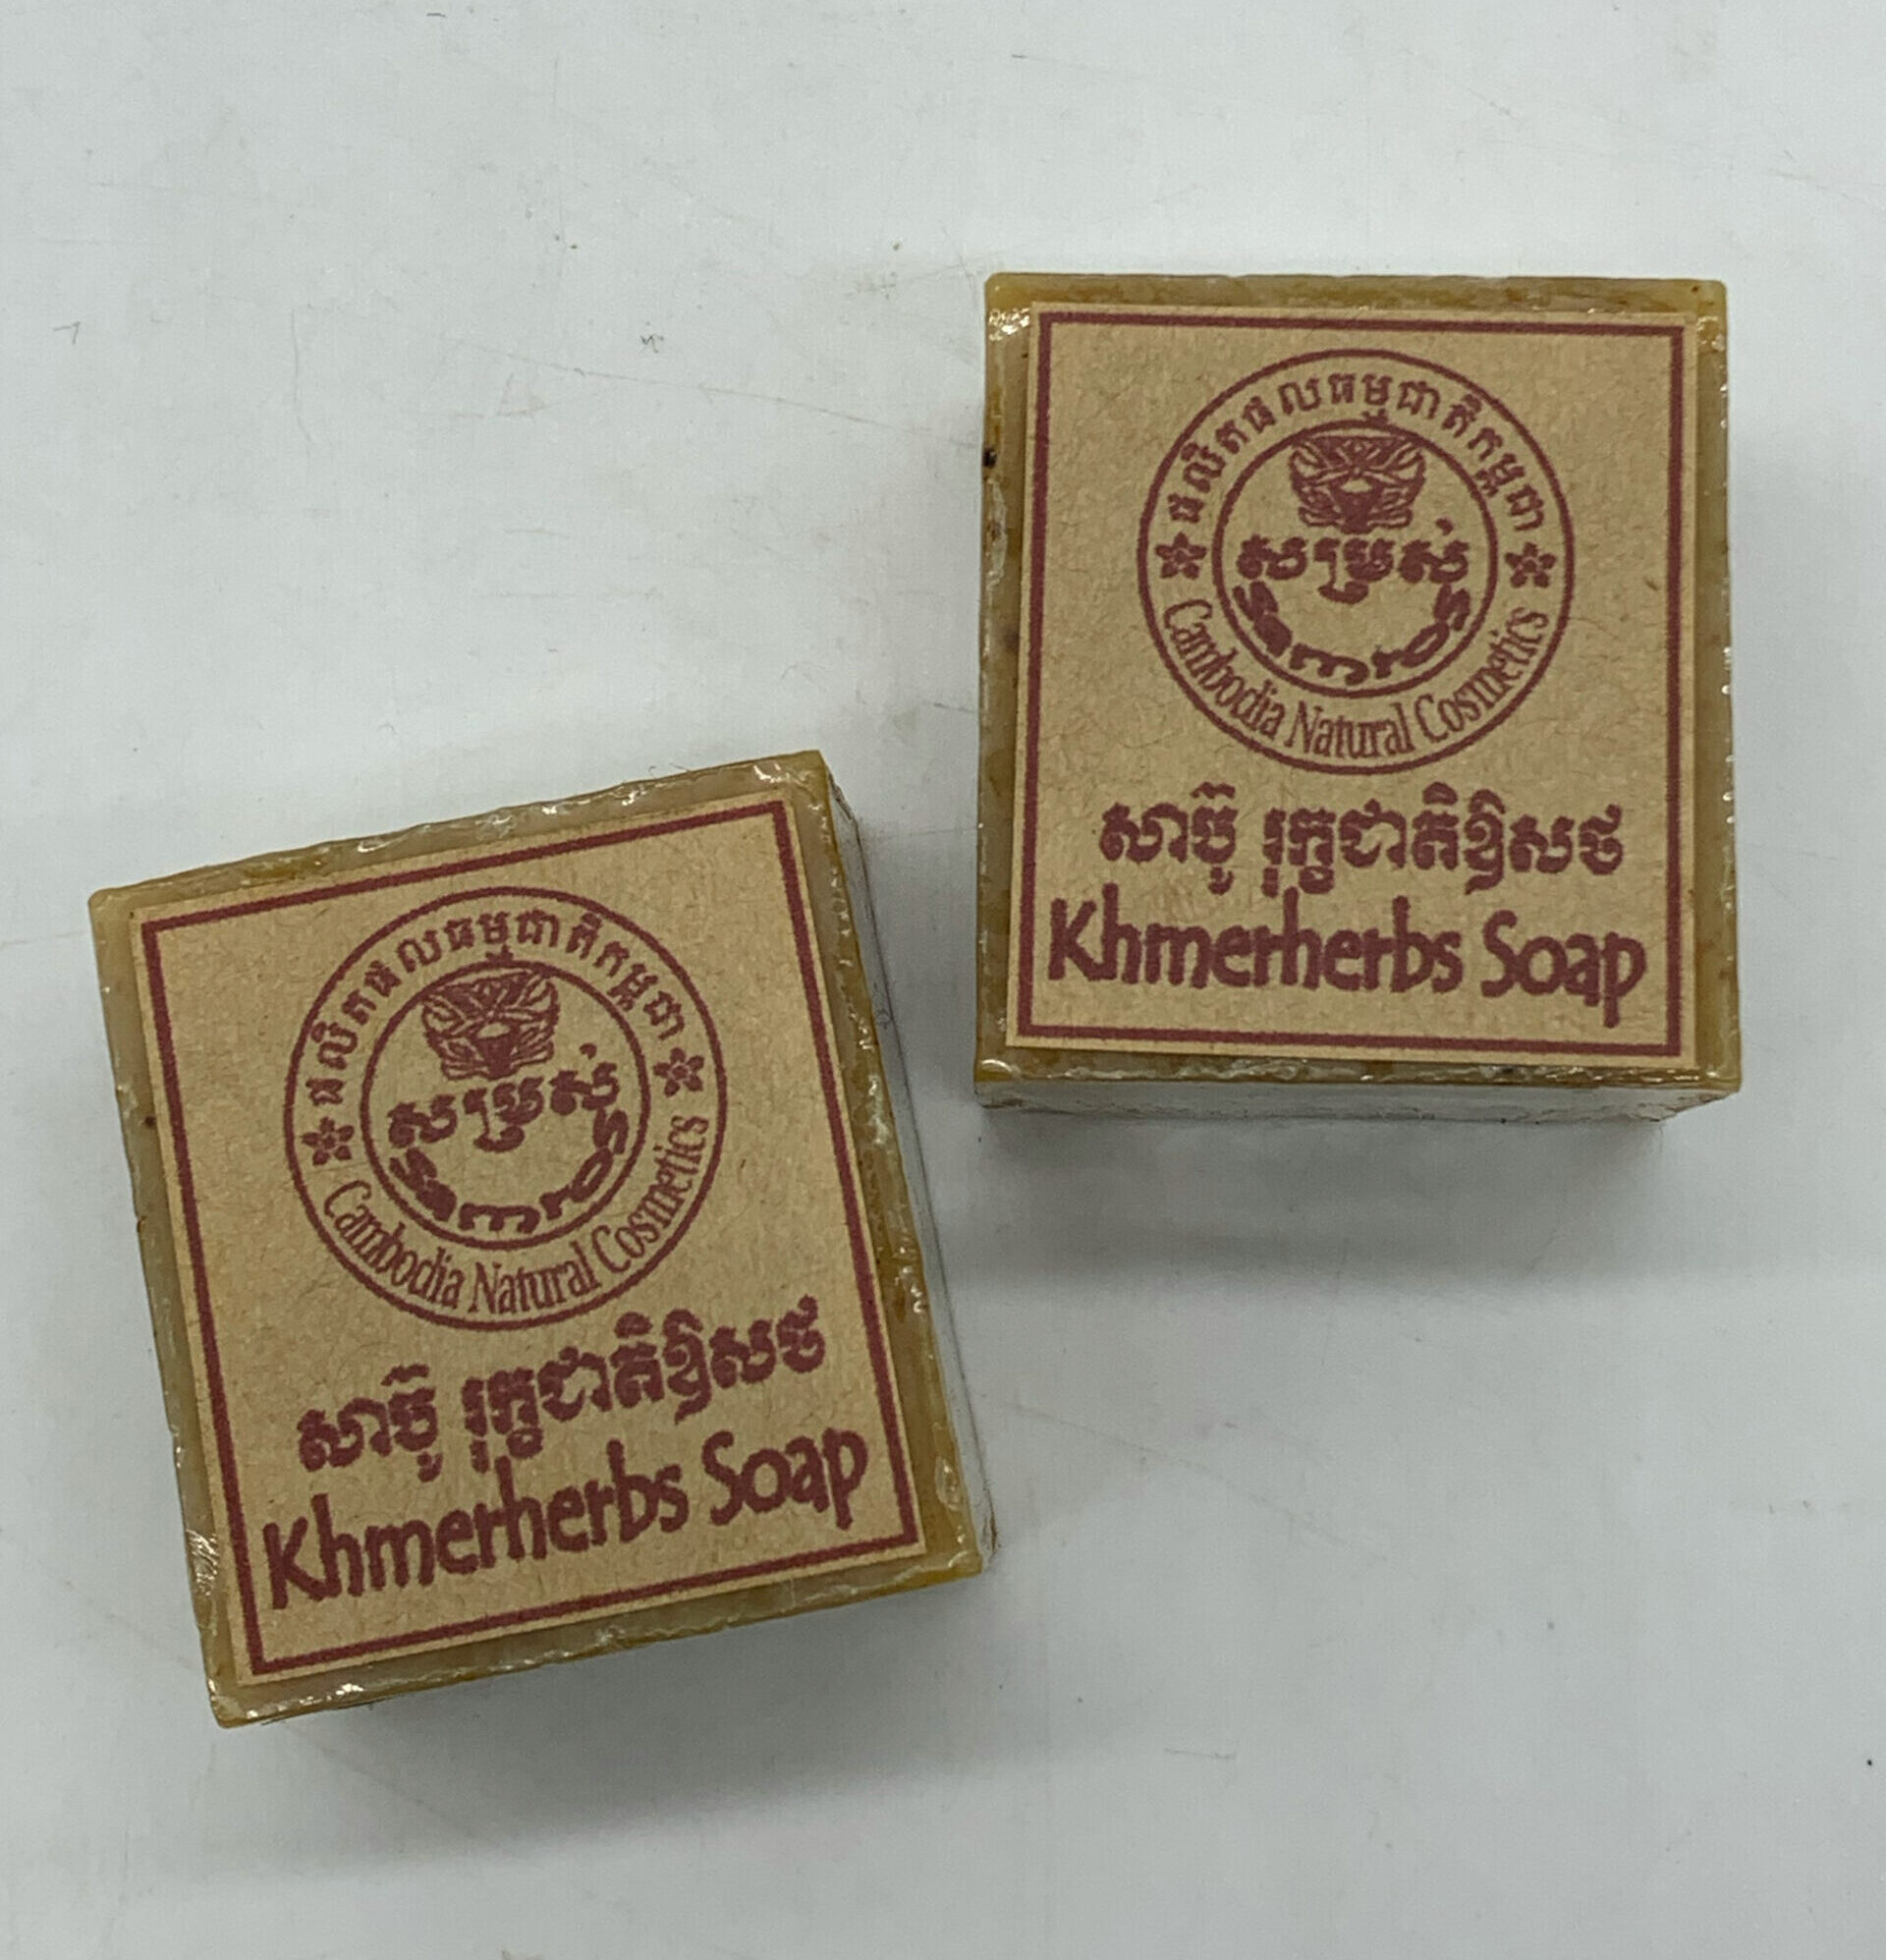 ផលិតផលធម្មជាតិកម្ពុជា
សម្រស់
Samros
Cambodia Natural Cosmetics
សាប៊ូ រុក្ខជាតិឱសថ
Khmerherbs Soap
ផលិតផលធម្មជាតិកម្ពុជា
សម្រស់
Samros
Cambodia Natural Cosmetics
សាប៊ូ រុក្ខជាតិឱសថ
Khmerherbs Soap